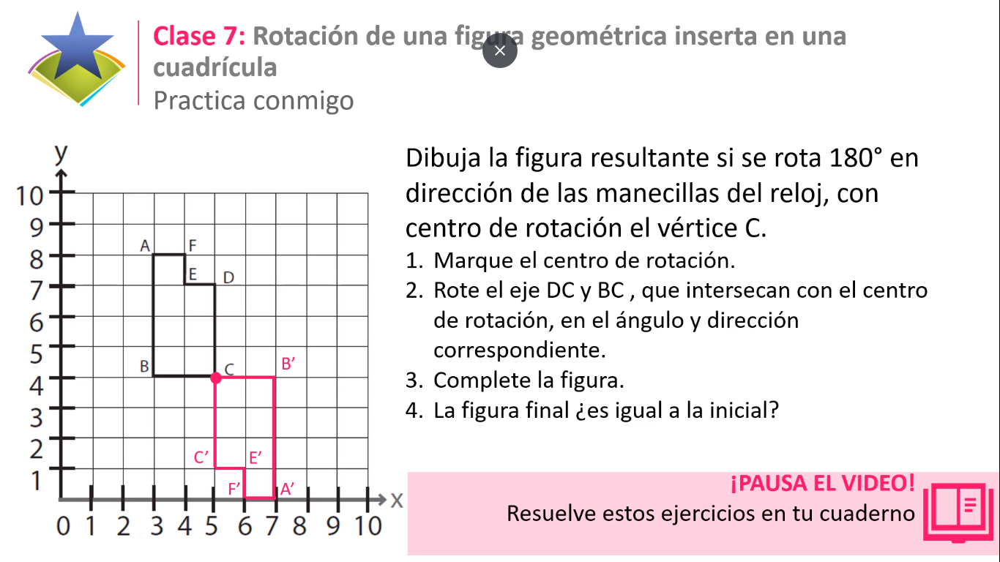 Clase 7: Rotación de una figura geométrica inserta en una
cuadrícula
Practica conmigo
y
10
9
8
7
6
5
4
3
2
1
A
F
E
D
B
C
B’
C’
E’
F’
A’
x
0 1 2 3 4 5 6 7 8 9 10
Dibuja la figura resultante si se rota 180° en
dirección de las manecillas del reloj, con
centro de rotación el vértice C.
1. Marque el centro de rotación.
2. Rote el eje DC y BC , que intersecan con el centro
de rotación, en el ángulo y dirección
correspondiente.
3. Complete la figura.
4. La figura final ¿es igual a la inicial?
¡PAUSA EL VIDEO!
Resuelve estos ejercicios en tu cuaderno